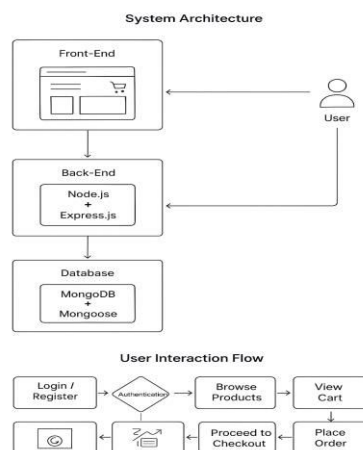 System Architecture
Front-End
User
Back-End
Node.js
+
Express.js
Database
MongoDB
+
Mongoose
User Interaction Flow
Login /
Register
Authentication
Browse
Products
View
Cart
Proceed to
Checkout
Place
Order